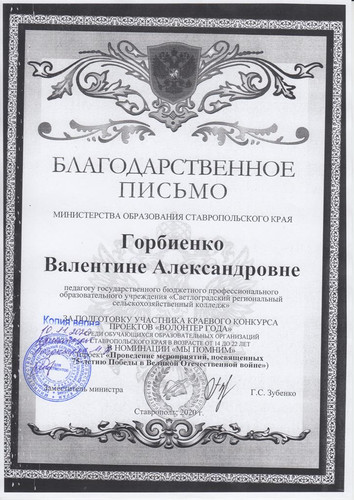 БЛАГОДАРСТВЕННОЕ
ПИСЬМО
МИНИСТЕРСТВА ОБРАЗОВАНИЯ СТАВРОПОЛЬСКОГО КРАЯ
Горбиенко
Валентине Александровне
педагогу государственного бюджетного профессионального
образовательного учреждения «Светлоградский региональный
сельскохозяйственный колледж»
ЗА ПОДГОТОВКУ УЧАСТНИКА КРАЕВОГО КОНКУРСА
ПРОЕКТОВ «ВОЛОНТЕР ГОДА»
СРЕДИ ОБУЧАЮЩИХСЯ ОБРАЗОВАТЕЛЬНЫХ ОРГАНИЗАЦИЙ
СТАВРОПОЛЬСКОГО КРАЯ В ВОЗРАСТЕ ОТ 14 ДО 22 ЛЕТ
В НОМИНАЦИИ «МЫ ПОМНИМ»
(проект «Проведение мероприятий, посвященных
75-летию Победы в Великой Отечественной войне»)
Копия верна
Заместитель министра
Г.С. Зубенко
Ставрополь, 2020 г.